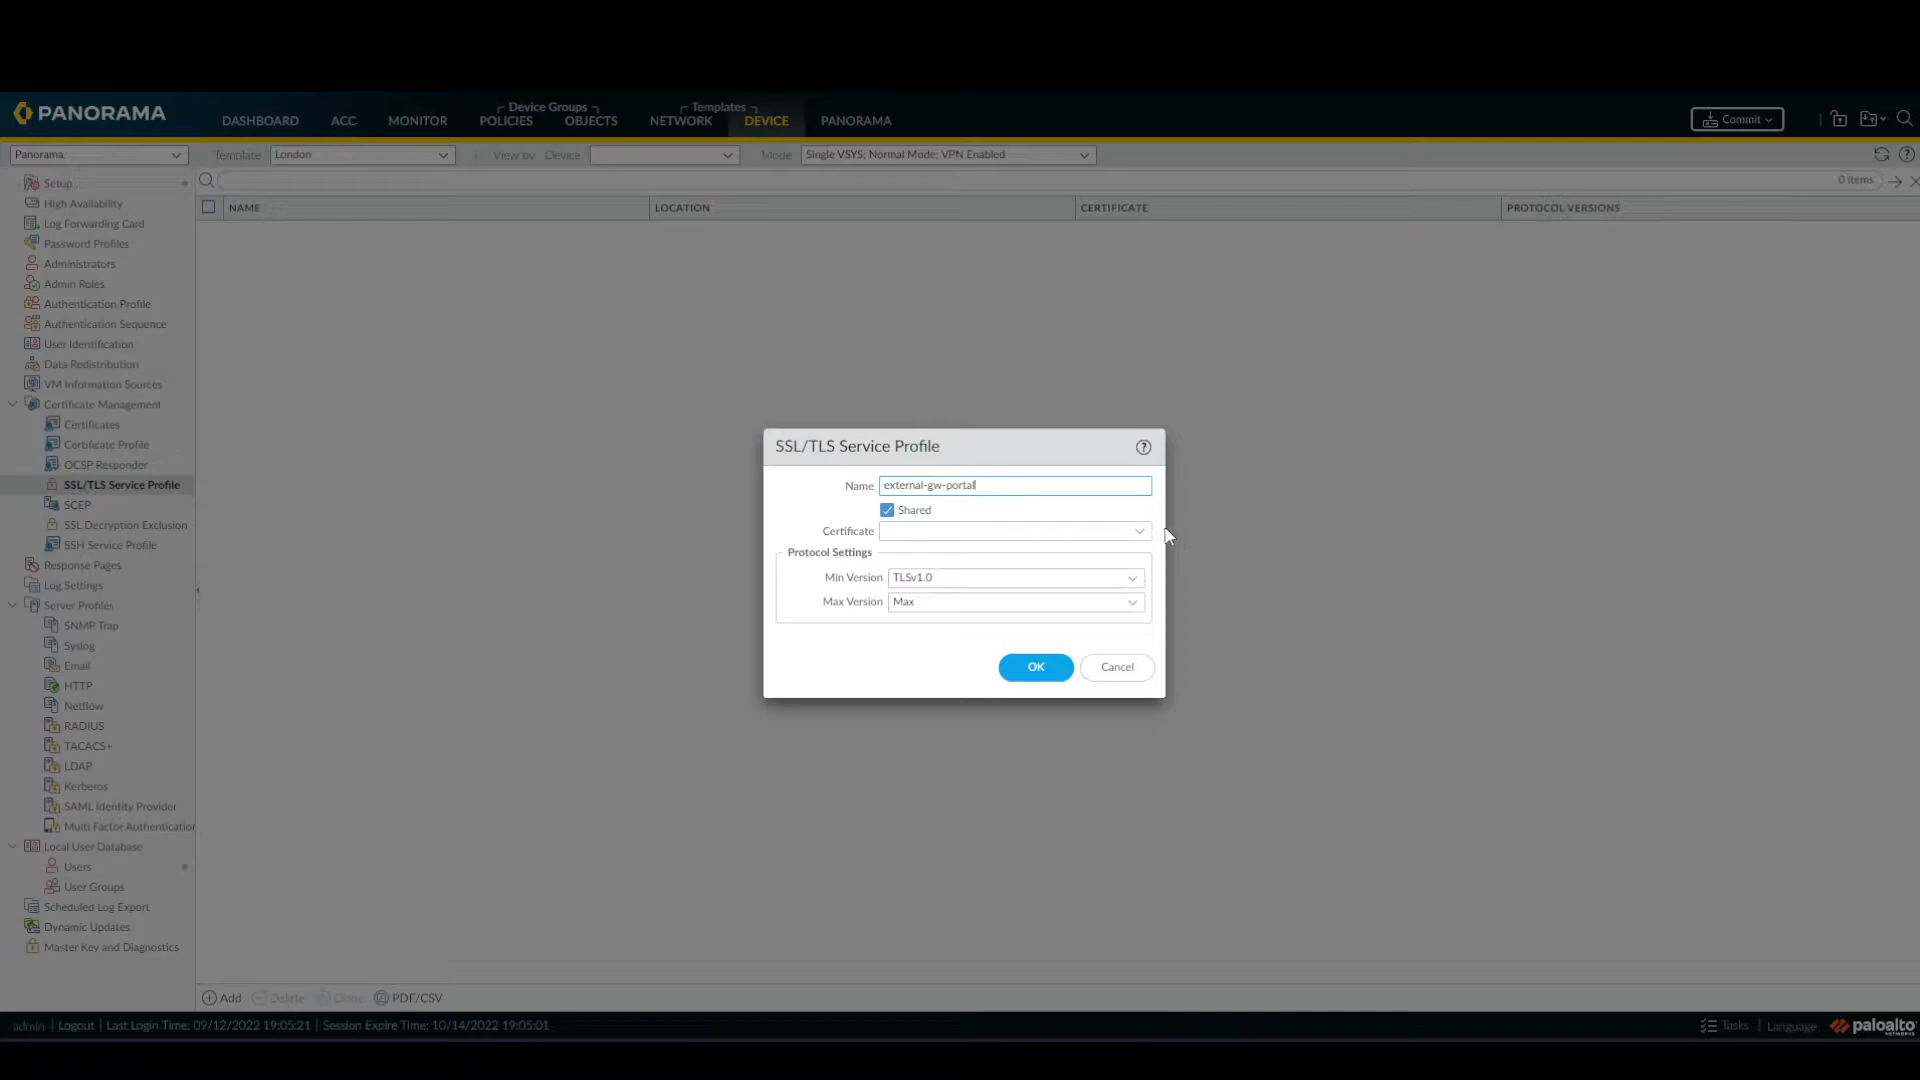 PANORAMA
DASHBOARD
ACC
MONITOR
Device Groups
POLICIES
OBJECTS
Templates
NETWORK
DEVICE
PANORAMA
Commit
Panorama
Template London
View by Device
Mode Single VSYS; Normal Mode; VPN Enabled
0 items
NAME LOCATION CERTIFICATE PROTOCOL VERSIONS
Setup
High Availability
Log Forwarding Card
Password Profiles
Administrators
Admin Roles
Authentication Profile
Authentication Sequence
User Identification
Data Redistribution
VM Information Sources
Certificate Management
Certificates
Certificate Profile
OCSP Responder
SSL/TLS Service Profile
SCEP
SSL Decryption Exclusion
SSH Service Profile
Response Pages
Log Settings
Server Profiles
SNMP Trap
Syslog
Email
HTTP
Netflow
RADIUS
TACACS+
LDAP
Kerberos
SAML Identity Provider
Multi Factor Authentication
Local User Database
Users
User Groups
Scheduled Log Export
Dynamic Updates
Master Key and Diagnostics
SSL/TLS Service Profile
Name external-gw-portal
Shared
Certificate
Protocol Settings
Min Version TLSv1.0
Max Version Max
OK Cancel
Add Delete Clone PDF/CSV
admin | Logout | Last Login Time: 09/12/2022 19:05:21 | Session Expire Time: 10/14/2022 19:05:01
Tasks | Language
paloalto
NETWORKS